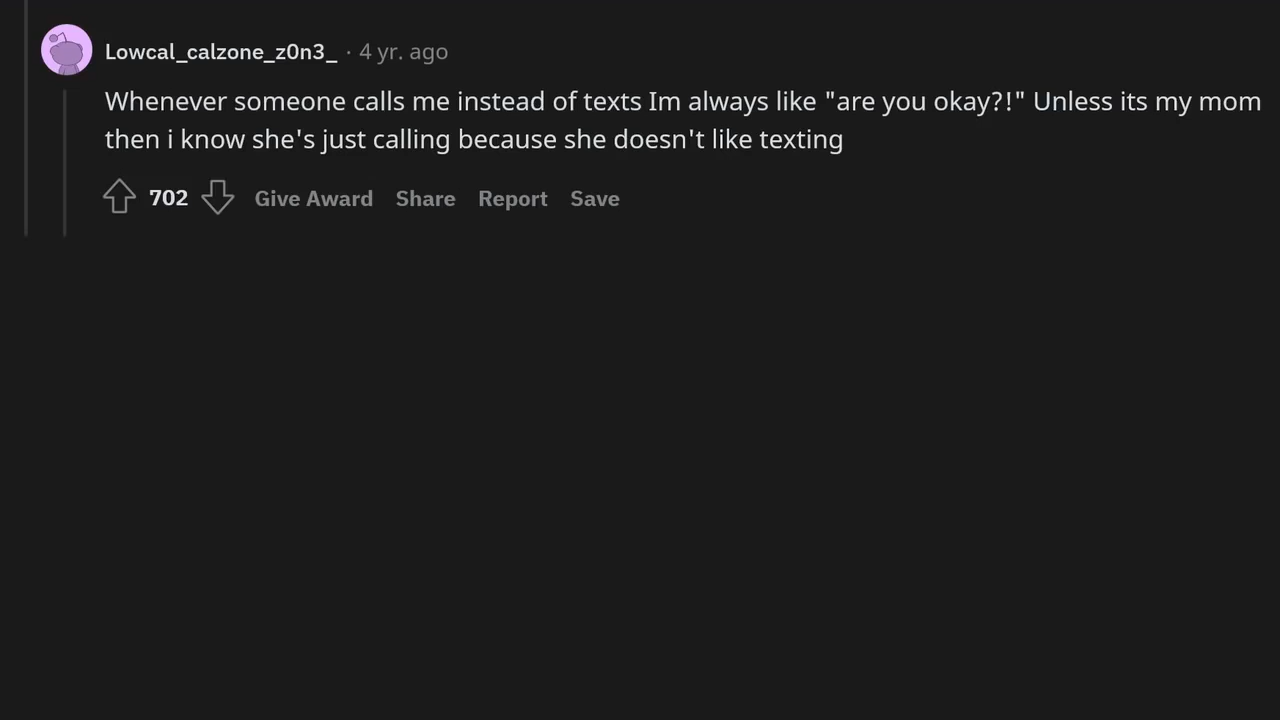 Lowcal_calzone_z0n3_ · 4 yr. ago
Whenever someone calls me instead of texts Im always like "are you okay?!" Unless its my mom
then i know she's just calling because she doesn't like texting
702 Give Award Share Report Save